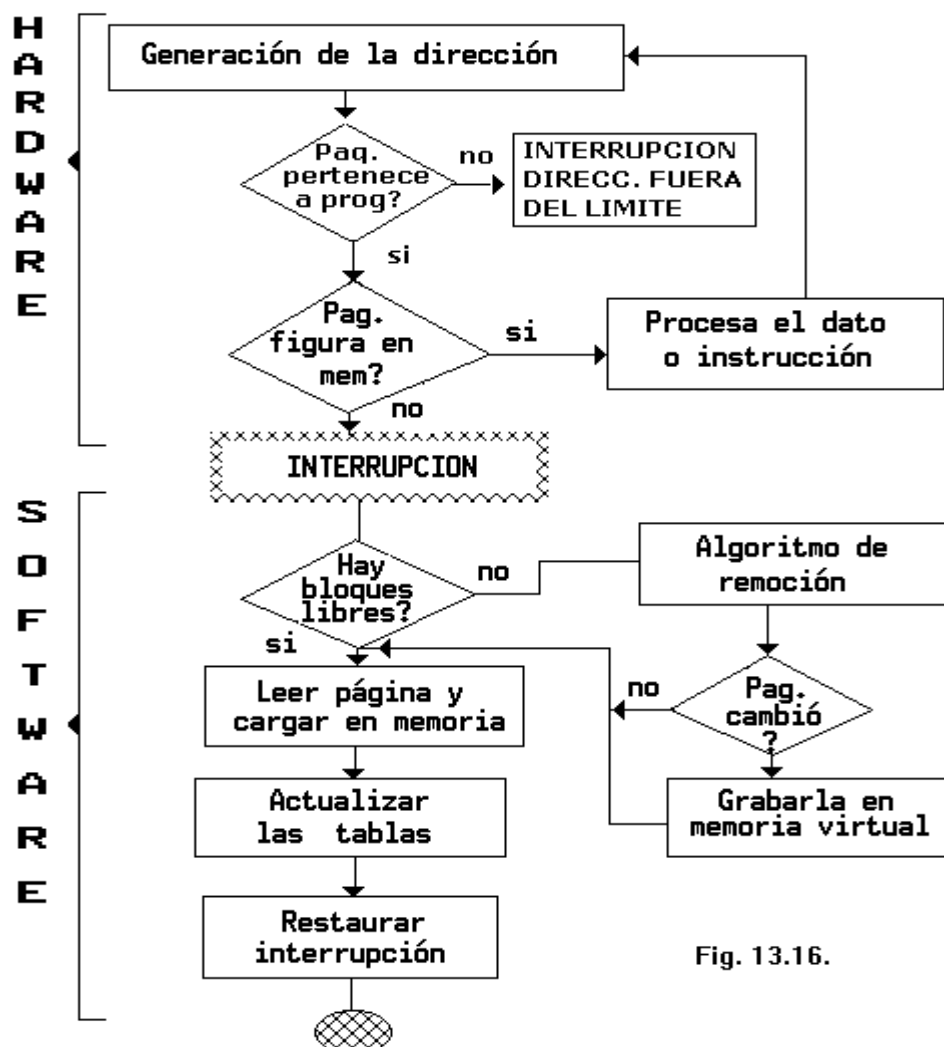 HARDWARE
Generación de la dirección
Paq.
pertenece
a prog?
no
INTERRUPCION
DIRECC. FUERA
DEL LIMITE
si
Pag.
figura en
mem?
si
Procesa el dato
o instrucción
no
INTERRUPCION
SOFTWARE
Hay
bloques
libres?
no
Algoritmo de
remoción
si
Leer página y
cargar en memoria
no
Pag.
cambió
?
Actualizar
las tablas
Grabarla en
memoria virtual
Restaurar
interrupción
Fig. 13.16.